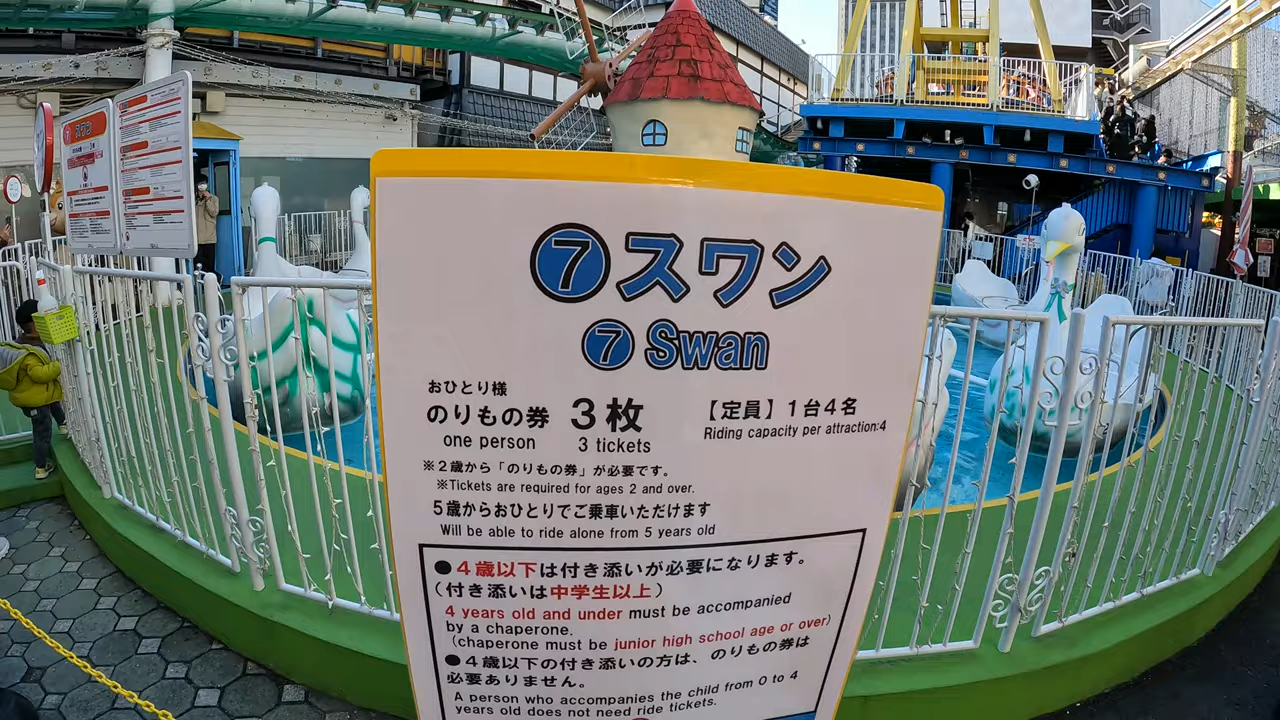 ⑦ スワン
⑦ Swan
おひとり様
のりもの券 3枚
one person 3 tickets
【定員】1台4名
Riding capacity per attraction:4
※2歳から「のりもの券」が必要です。
※Tickets are required for ages 2 and over.
5歳からおひとりでご乗車いただけます
Will be able to ride alone from 5 years old
●4歳以下は付き添いが必要になります。
(付き添いは中学生以上)
4 years old and under must be accompanied
by a chaperone.
(chaperone must be junior high school age or over)
●4歳以下の付き添いの方は、のりもの券は
必要ありません。
A person who accompanies the child from 0 to 4
years old does not need ride tickets.
⑦ スワン